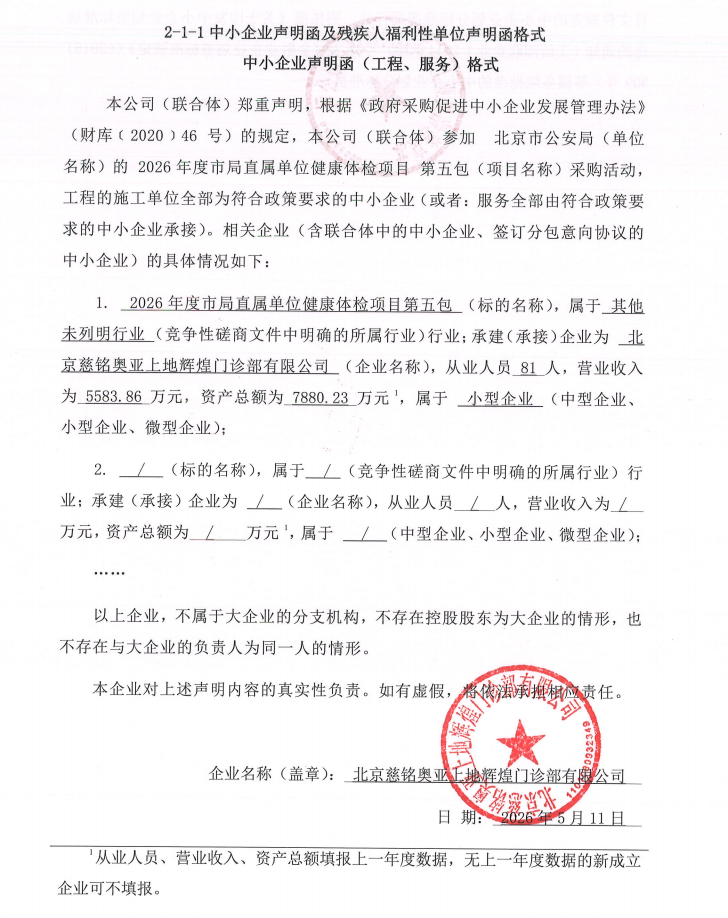 2-1-1 中小企业声明函及残疾人福利性单位声明函格式
中小企业声明函（工程、服务）格式
本公司（联合体）郑重声明，根据《政府采购促进中小企业发展管理办法》
（财库﹝2020﹞46 号）的规定，本公司（联合体）参加 北京市公安局（单位
名称）的 2026 年度市局直属单位健康体检项目 第五包（项目名称）采购活动，
工程的施工单位全部为符合政策要求的中小企业（或者：服务全部由符合政策要
求的中小企业承接）。相关企业（含联合体中的中小企业、签订分包意向协议的
中小企业）的具体情况如下：
1. 2026 年度市局直属单位健康体检项目第五包（标的名称），属于 其他
未列明行业（竞争性磋商文件中明确的所属行业）行业；承建（承接）企业为 北
京慈铭奥亚上地辉煌门诊部有限公司（企业名称），从业人员 81 人，营业收入
为 5583.86 万元，资产总额为 7880.23 万元¹，属于 小型企业（中型企业、
小型企业、微型企业）；
2. / （标的名称），属于 / （竞争性磋商文件中明确的所属行业）行
业；承建（承接）企业为 / （企业名称），从业人员 / 人，营业收入为 /
万元，资产总额为 / 万元¹，属于 / （中型企业、小型企业、微型企业）；
……
以上企业，不属于大企业的分支机构，不存在控股股东为大企业的情形，也
不存在与大企业的负责人为同一人的情形。
本企业对上述声明内容的真实性负责。如有虚假，将依法承担相应责任。
企业名称（盖章）：北京慈铭奥亚上地辉煌门诊部有限公司
日 期： 2026 年 5 月 11 日
北京慈铭奥亚上地辉煌门诊部有限公司
¹从业人员、营业收入、资产总额填报上一年度数据，无上一年度数据的新成立
企业可不填报。